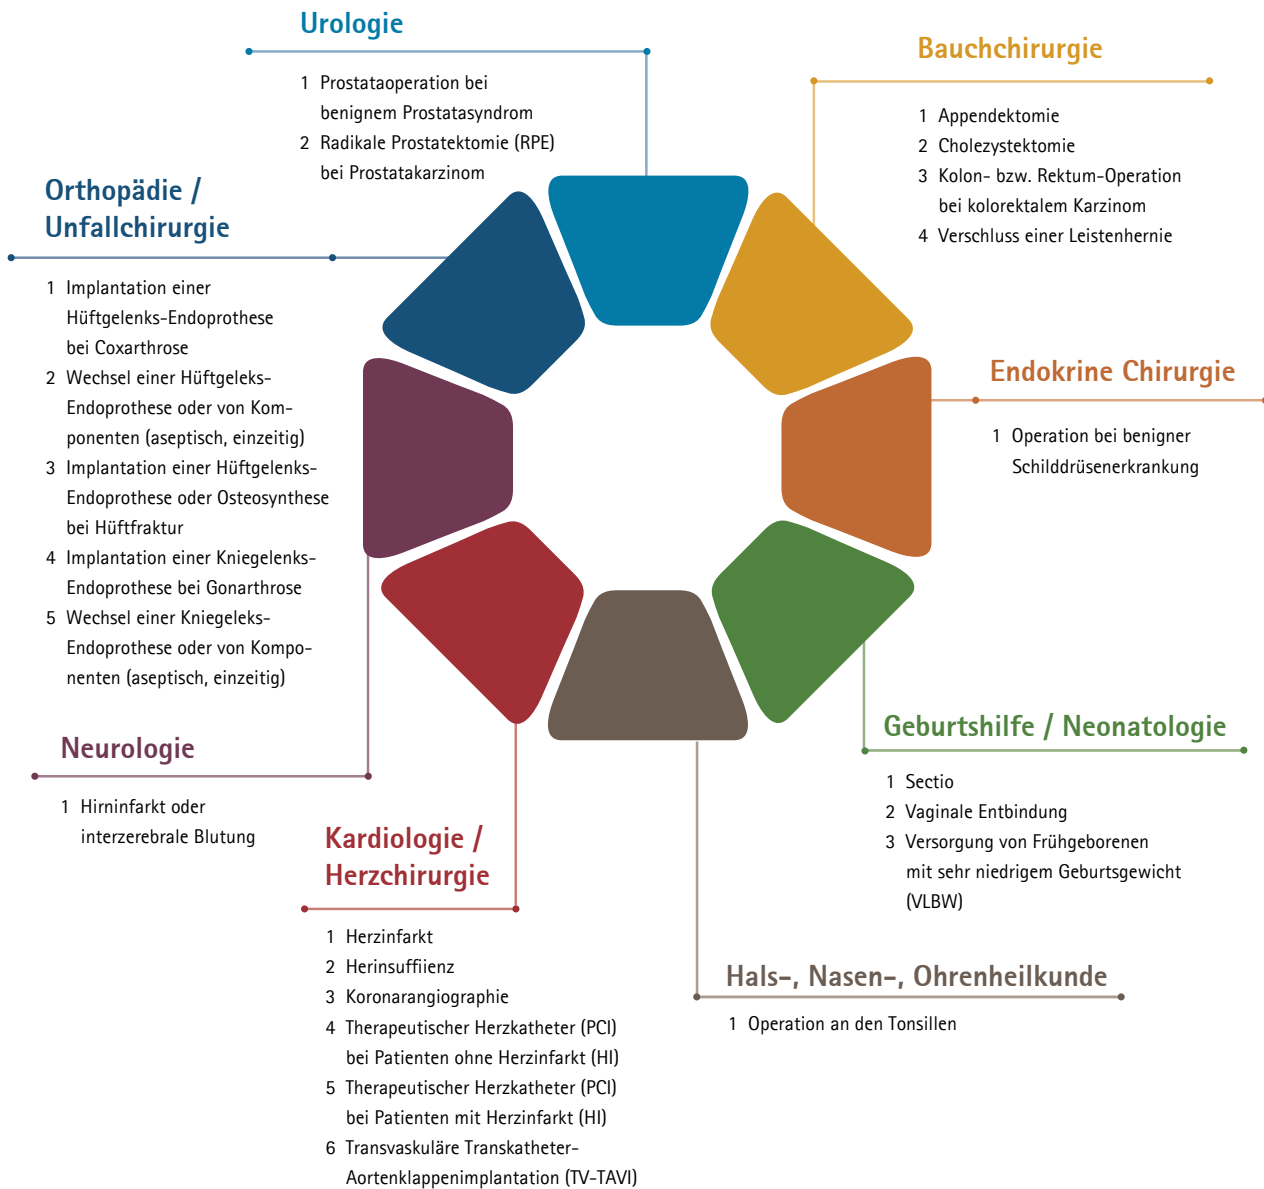 Urologie
1 Prostataoperation bei
benignem Prostatasyndrom
2 Radikale Prostatektomie (RPE)
bei Prostatakarzinom
Bauchchirurgie
1 Appendektomie
2 Cholezystektomie
3 Kolon- bzw. Rektum-Operation
bei kolorektalem Karzinom
4 Verschluss einer Leistenhernie
Orthopädie /
Unfallchirurgie
1 Implantation einer
Hüftgelenks-Endoprothese
bei Coxarthrose
2 Wechsel einer Hüftgeleks-
Endoprothese oder von Kom-
ponenten (aseptisch, einzeitig)
3 Implantation einer Hüftgelenks-
Endoprothese oder Osteosynthese
bei Hüftfraktur
4 Implantation einer Kniegelenks-
Endoprothese bei Gonarthrose
5 Wechsel einer Kniegeleks-
Endoprothese oder von Kompo-
nenten (aseptisch, einzeitig)
Endokrine Chirurgie
1 Operation bei benigner
Schilddrüsenerkrankung
Neurologie
1 Hirninfarkt oder
interzerebrale Blutung
Geburtshilfe / Neonatologie
1 Sectio
2 Vaginale Entbindung
3 Versorgung von Frühgeborenen
mit sehr niedrigem Geburtsgewicht
(VLBW)
Kardiologie /
Herzchirurgie
1 Herzinfarkt
2 Herinsuffiienz
3 Koronarangiographie
4 Therapeutischer Herzkatheter (PCI)
bei Patienten ohne Herzinfarkt (HI)
5 Therapeutischer Herzkatheter (PCI)
bei Patienten mit Herzinfarkt (HI)
6 Transvaskuläre Transkatheter-
Aortenklappenimplantation (TV-TAVI)
Hals-, Nasen-, Ohrenheilkunde
1 Operation an den Tonsillen